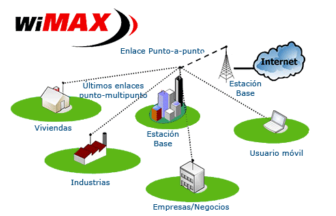 wiMAX
Enlace Punto-a-punto
Internet
Estación
Base
Últimos enlaces
punto-multipunto
Viviendas
Estación
Base
Usuario móvil
Industrias
Empresas/Negocios